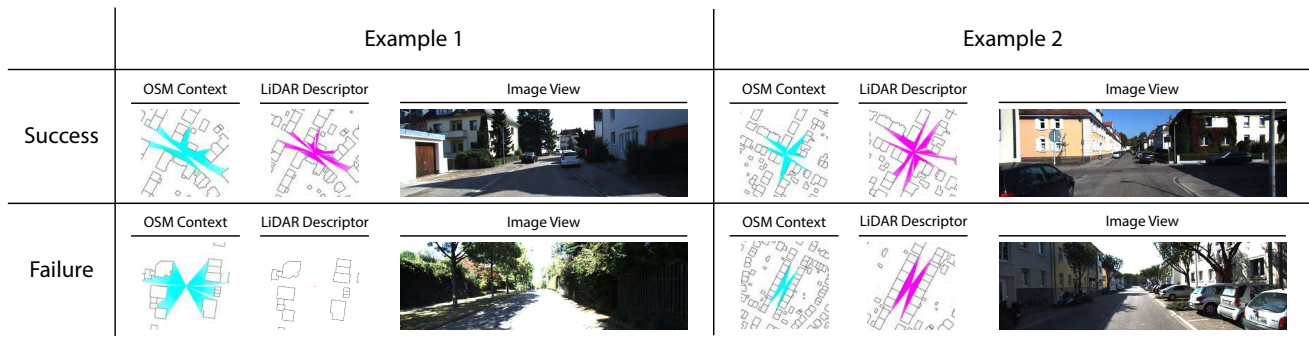 Example 1 Example 2
Success
OSM Context LiDAR Descriptor Image View OSM Context LiDAR Descriptor Image View
Failure
OSM Context LiDAR Descriptor Image View OSM Context LiDAR Descriptor Image View